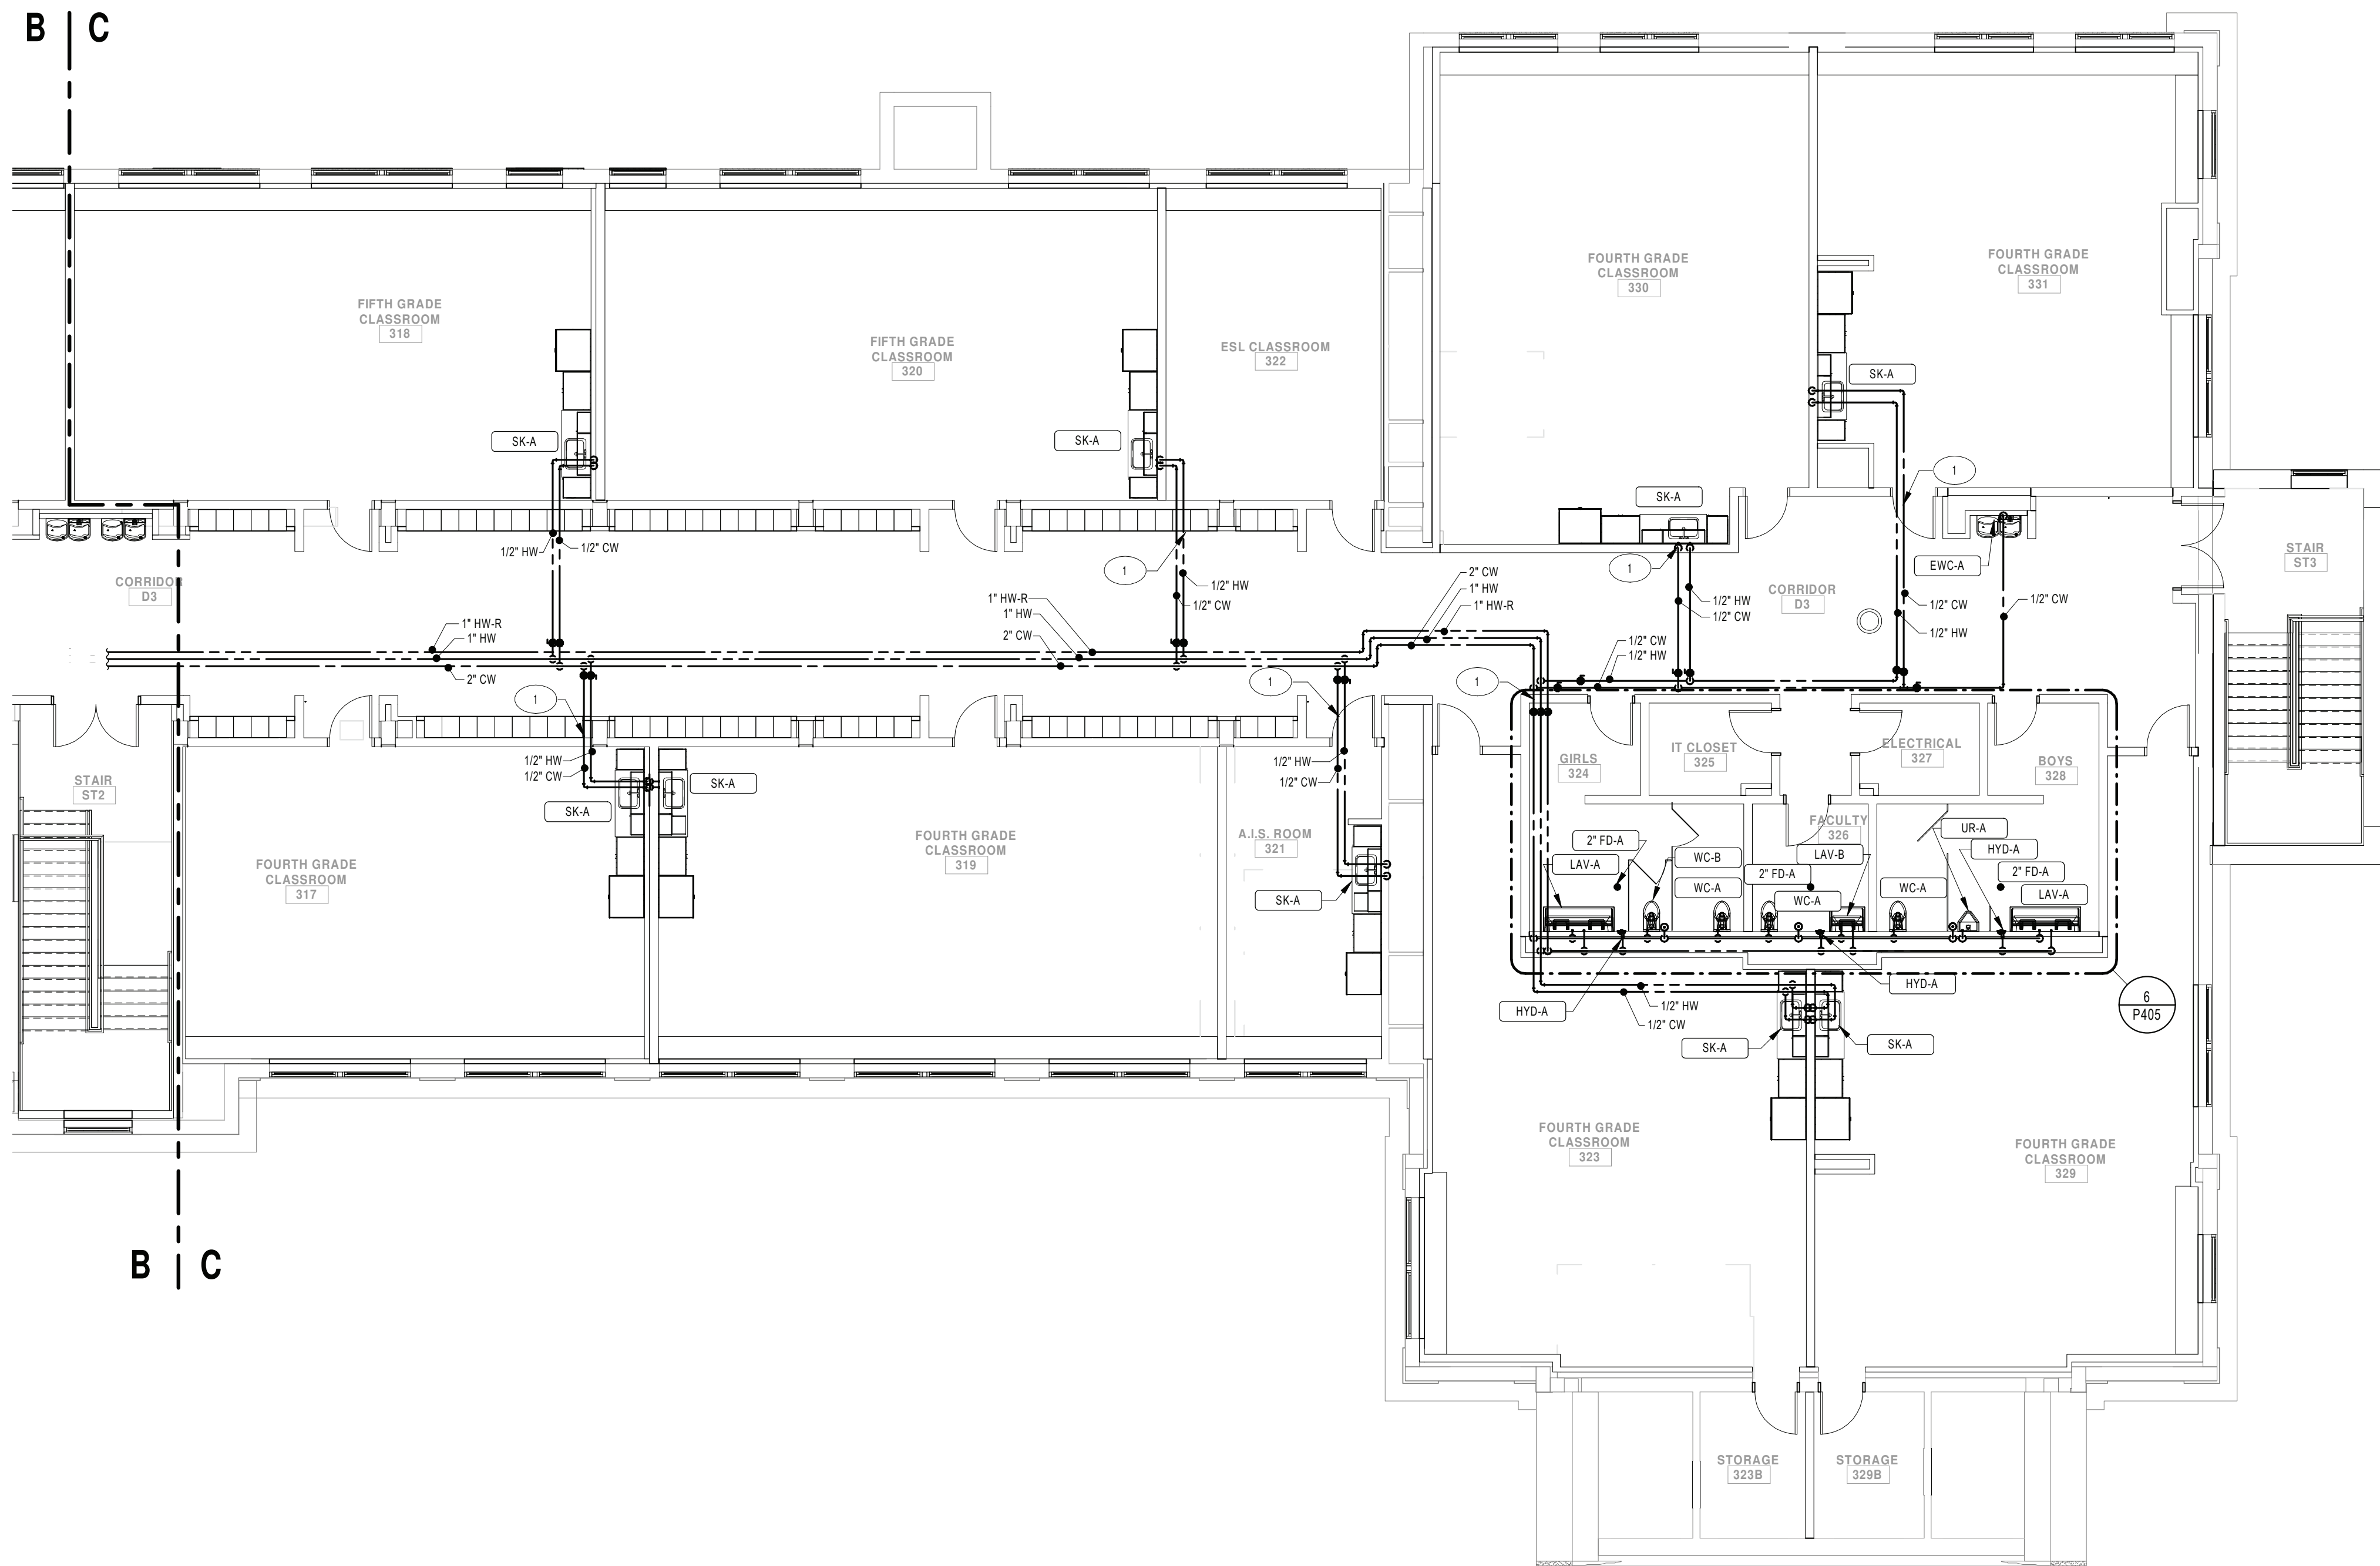 B C
FIFTH GRADE
CLASSROOM
318
FIFTH GRADE
CLASSROOM
320
ESL CLASSROOM
322
FOURTH GRADE
CLASSROOM
330
FOURTH GRADE
CLASSROOM
331
SK-A
SK-A
SK-A
SK-A
1
1/2" HW
1/2" CW
1
1/2" HW
1/2" CW
1
1/2" HW
1/2" CW
EWC-A
STAIR
ST3
CORRIDOR
D3
CORRIDOR
D3
1/2" CW
1/2" HW
1/2" CW
1" HW-R
1" HW
2" CW
1" HW-R
1" HW
2" CW
2" CW
1" HW
1" HW-R
1/2" CW
1/2" HW
1
1
1
STAIR
ST2
1/2" HW
1/2" CW
SK-A
SK-A
1/2" HW
1/2" CW
FOURTH GRADE
CLASSROOM
317
FOURTH GRADE
CLASSROOM
319
A.I.S. ROOM
321
SK-A
GIRLS
324
IT CLOSET
325
ELECTRICAL
327
BOYS
328
FACULTY
326
2" FD-A
LAV-A
WC-B
WC-A
2" FD-A
WC-A
LAV-B
WC-A
UR-A
HYD-A
2" FD-A
LAV-A
HYD-A
HYD-A
1/2" HW
1/2" CW
6
P405
SK-A
SK-A
FOURTH GRADE
CLASSROOM
323
FOURTH GRADE
CLASSROOM
329
B C
STORAGE
323B
STORAGE
329B